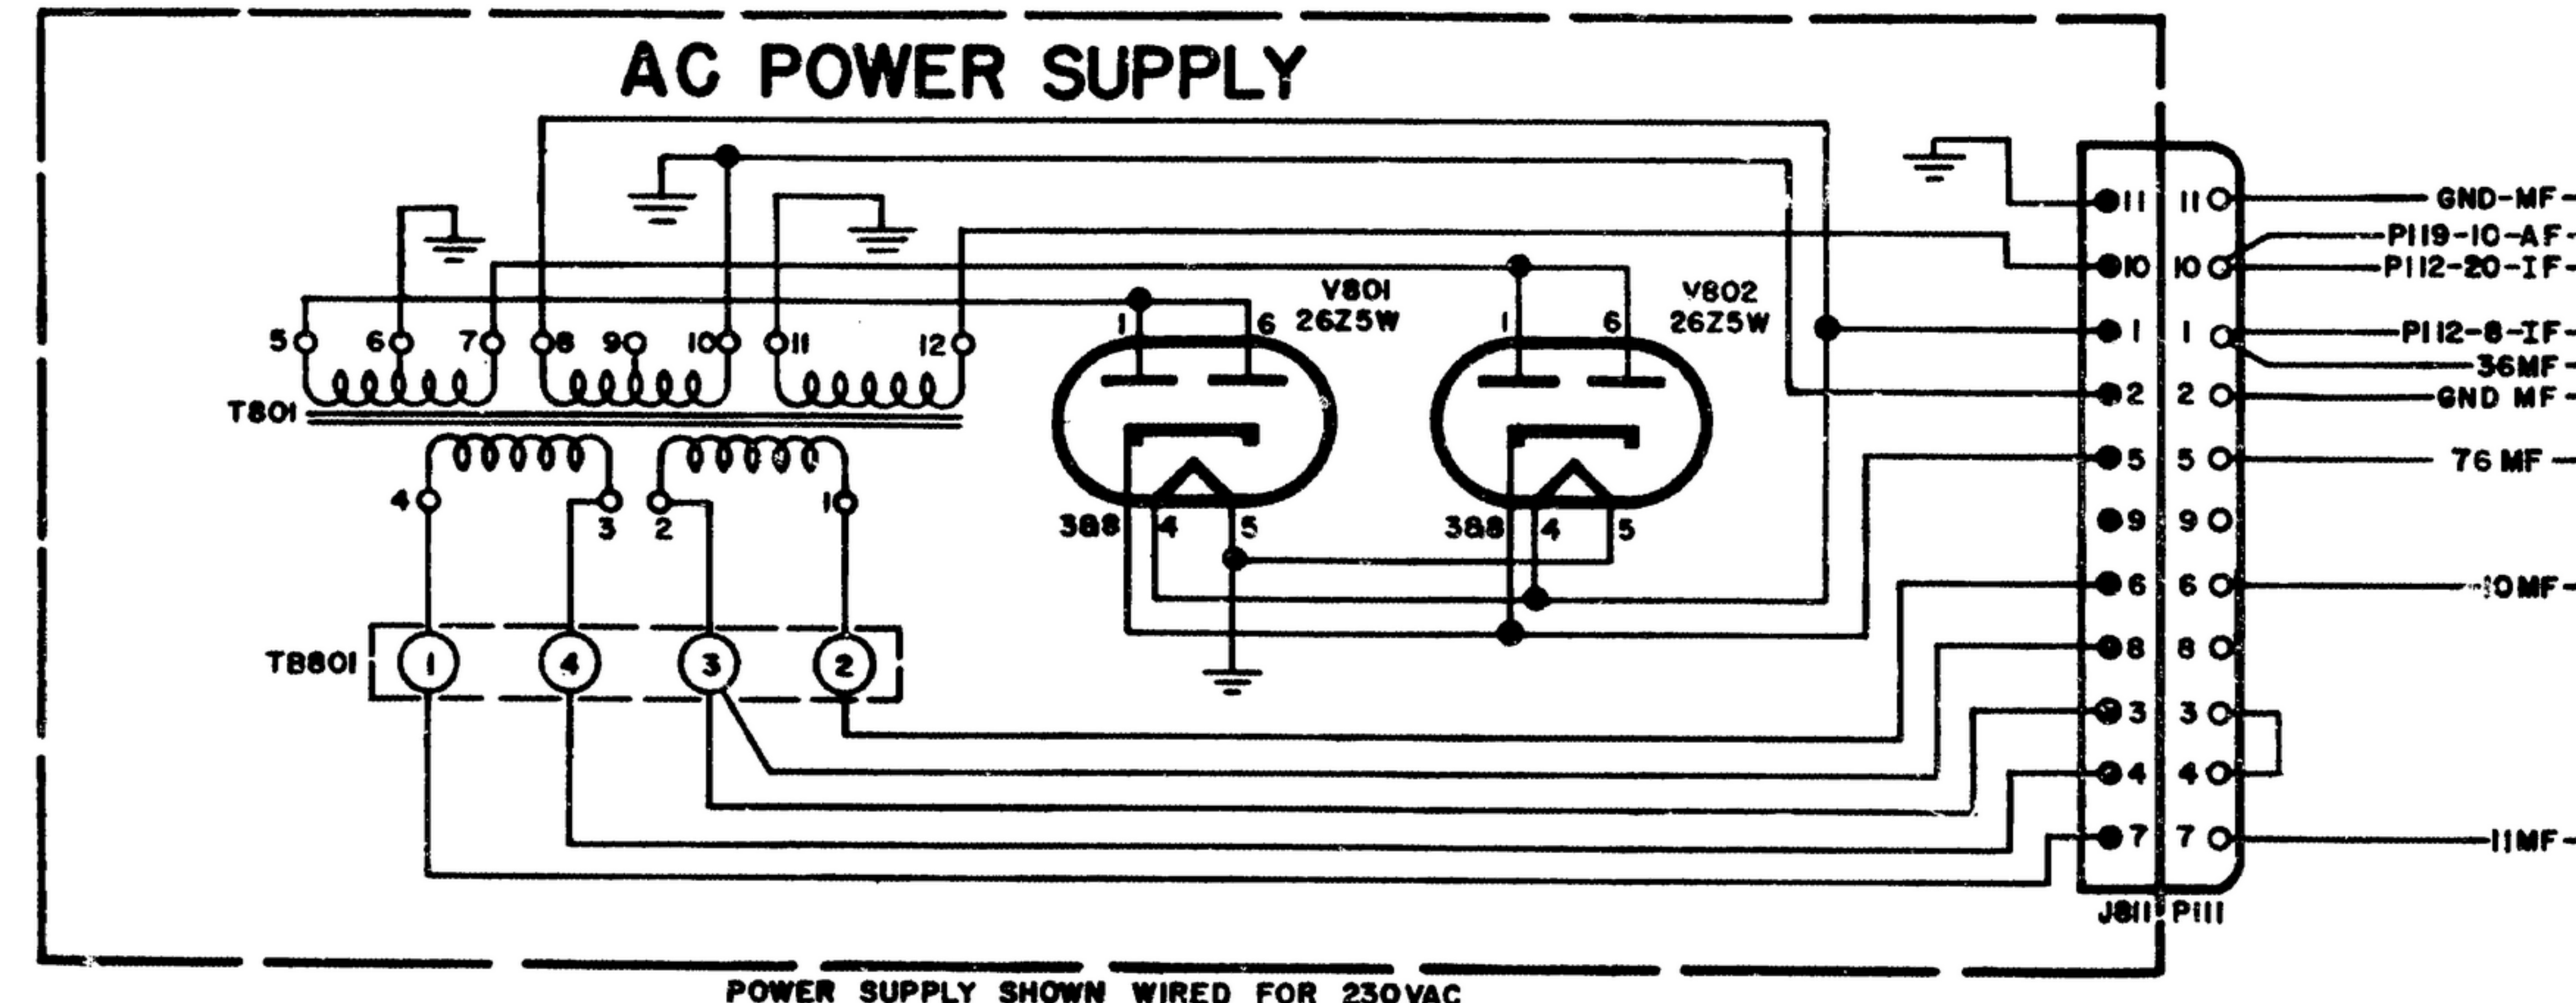 AC POWER SUPPLY
11 11 GND-MF
P119-10-AF
10 10 P112-20-IF
V801 V802
26Z5W 26Z5W
1 6 1 6
5 6 7 8 9 10 11 12
1 1 P112-8-IF
36MF
2 2 GND MF
T801
5 5 76 MF
4 3 2 1
3&8 4 5 3&8 4 5
9 9
6 6 10MF
8 8
TB801 1 4 3 2
3 3
4 4
7 7 11MF
J811 P111
POWER SUPPLY SHOWN WIRED FOR 230VAC